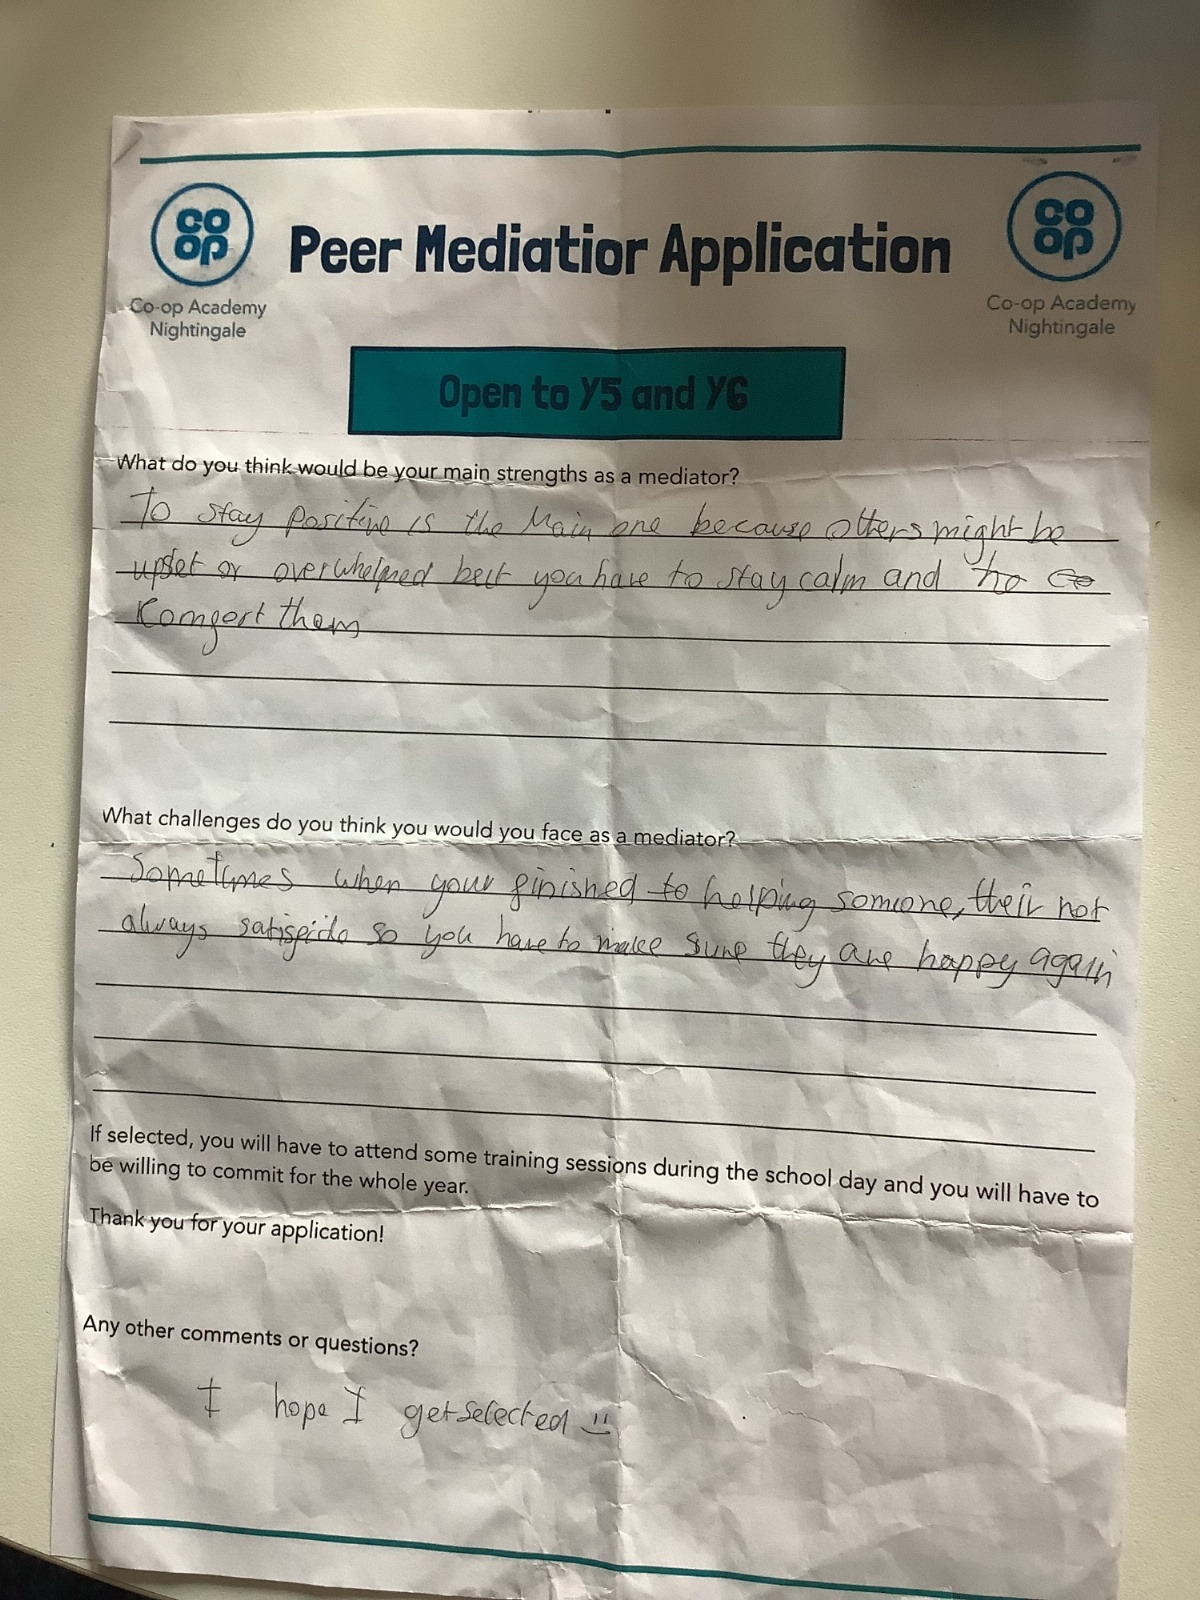 CO
OP
Co-op Academy
Nightingale
Peer Mediatior Application
CO
OP
Co-op Academy
Nightingale
Open to Y5 and Y6
What do you think would be your main strengths as a mediator?
To stay positive is the Main one because others might be
upset or overwhelmed but you have to stay calm and to
Komfort them
What challenges do you think you would you face as a mediator?
Sometimes when your finished to helping someone, their not
always so you have to make sure they are happy again
If selected, you will have to attend some training sessions during the school day and you will have to
be willing to commit for the whole year.
Thank you for your application!
Any other comments or questions?
I hope I get selected